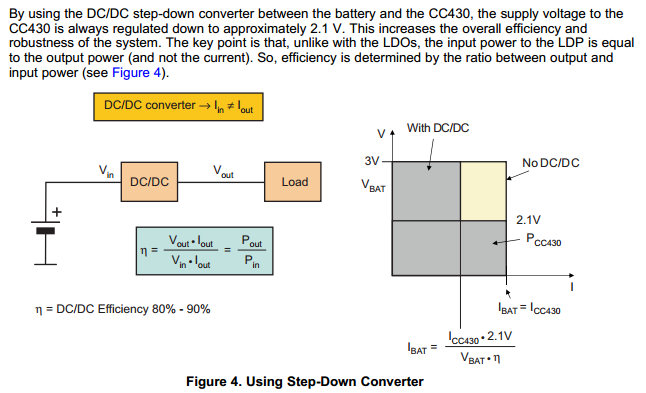 By using the DC/DC step-down converter between the battery and the CC430, the supply voltage to the
CC430 is always regulated down to approximately 2.1 V. This increases the overall efficiency and
robustness of the system. The key point is that, unlike with the LDOs, the input power to the LDP is equal
to the output power (and not the current). So, efficiency is determined by the ratio between output and
input power (see Figure 4).
DC/DC converter → Iin ≠ Iout
Vin
DC/DC
Vout
Load
+
η = Vout • Iout / Vin • Iout = Pout / Pin
η = DC/DC Efficiency 80% - 90%
V
With DC/DC
3V
VBAT
No DC/DC
2.1V
PCC430
I
IBAT = ICC430
IBAT = ICC430 • 2.1V / VBAT • η
Figure 4. Using Step-Down Converter